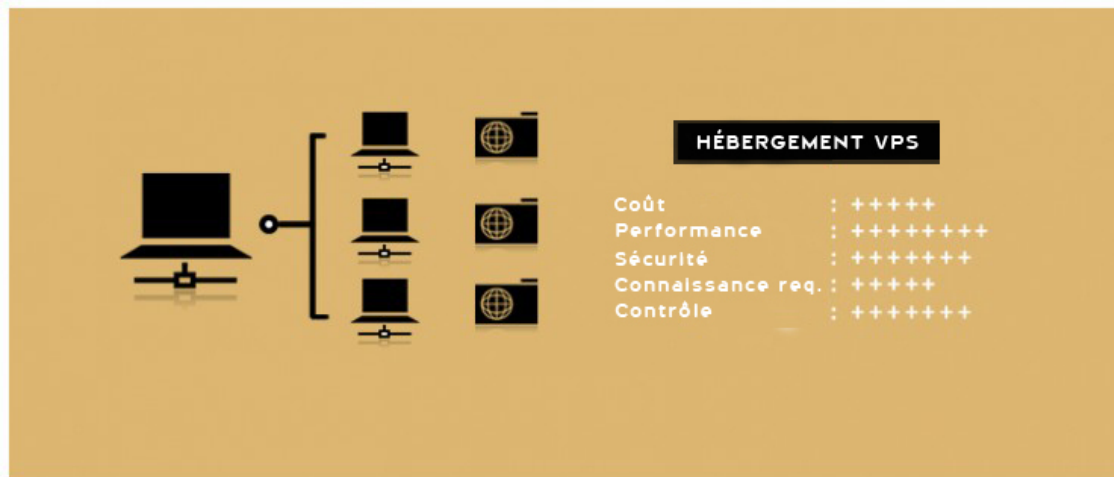 HÉBERGEMENT VPS
Coût : +++++
Performance : ++++++++
Sécurité : +++++++
Connaissance req. : +++++
Contrôle : +++++++